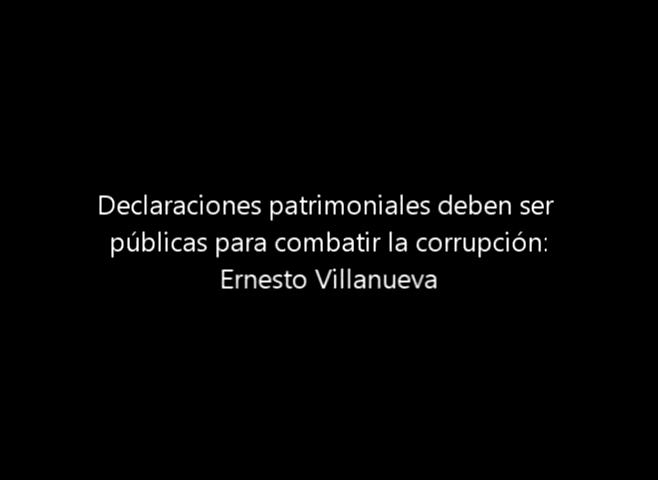 Declaraciones patrimoniales deben ser
públicas para combatir la corrupción:
Ernesto Villanueva